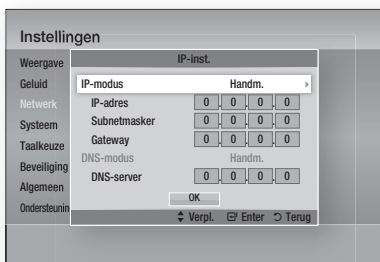 Instellingen
IP-inst.
Weergave
Geluid
Netwerk
Systeem
Taalkeuze
Beveiliging
Algemeen
Ondersteunin
IP-modus Handm.
IP-adres 0 . 0 . 0 . 0
Subnetmasker 0 . 0 . 0 . 0
Gateway 0 . 0 . 0 . 0
DNS-modus Handm.
DNS-server 0 . 0 . 0 . 0
OK
Verpl. Enter Terug